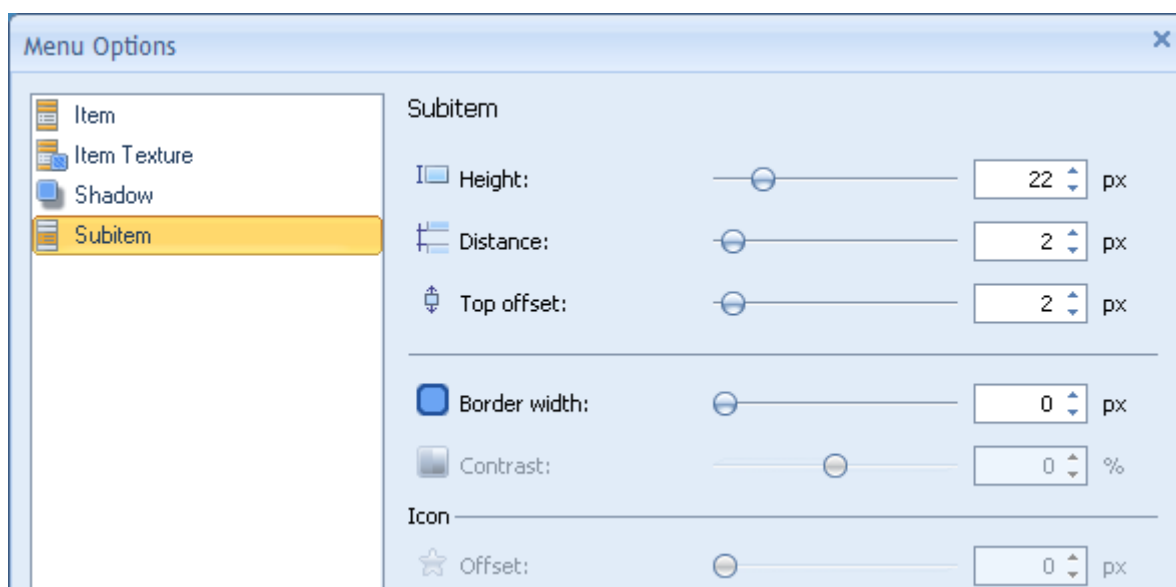 Menu Options
Item
Item Texture
Shadow
Subitem
Subitem
Height: 22 px
Distance: 2 px
Top offset: 2 px
Border width: 0 px
Contrast: 0 %
Icon
Offset: 0 px